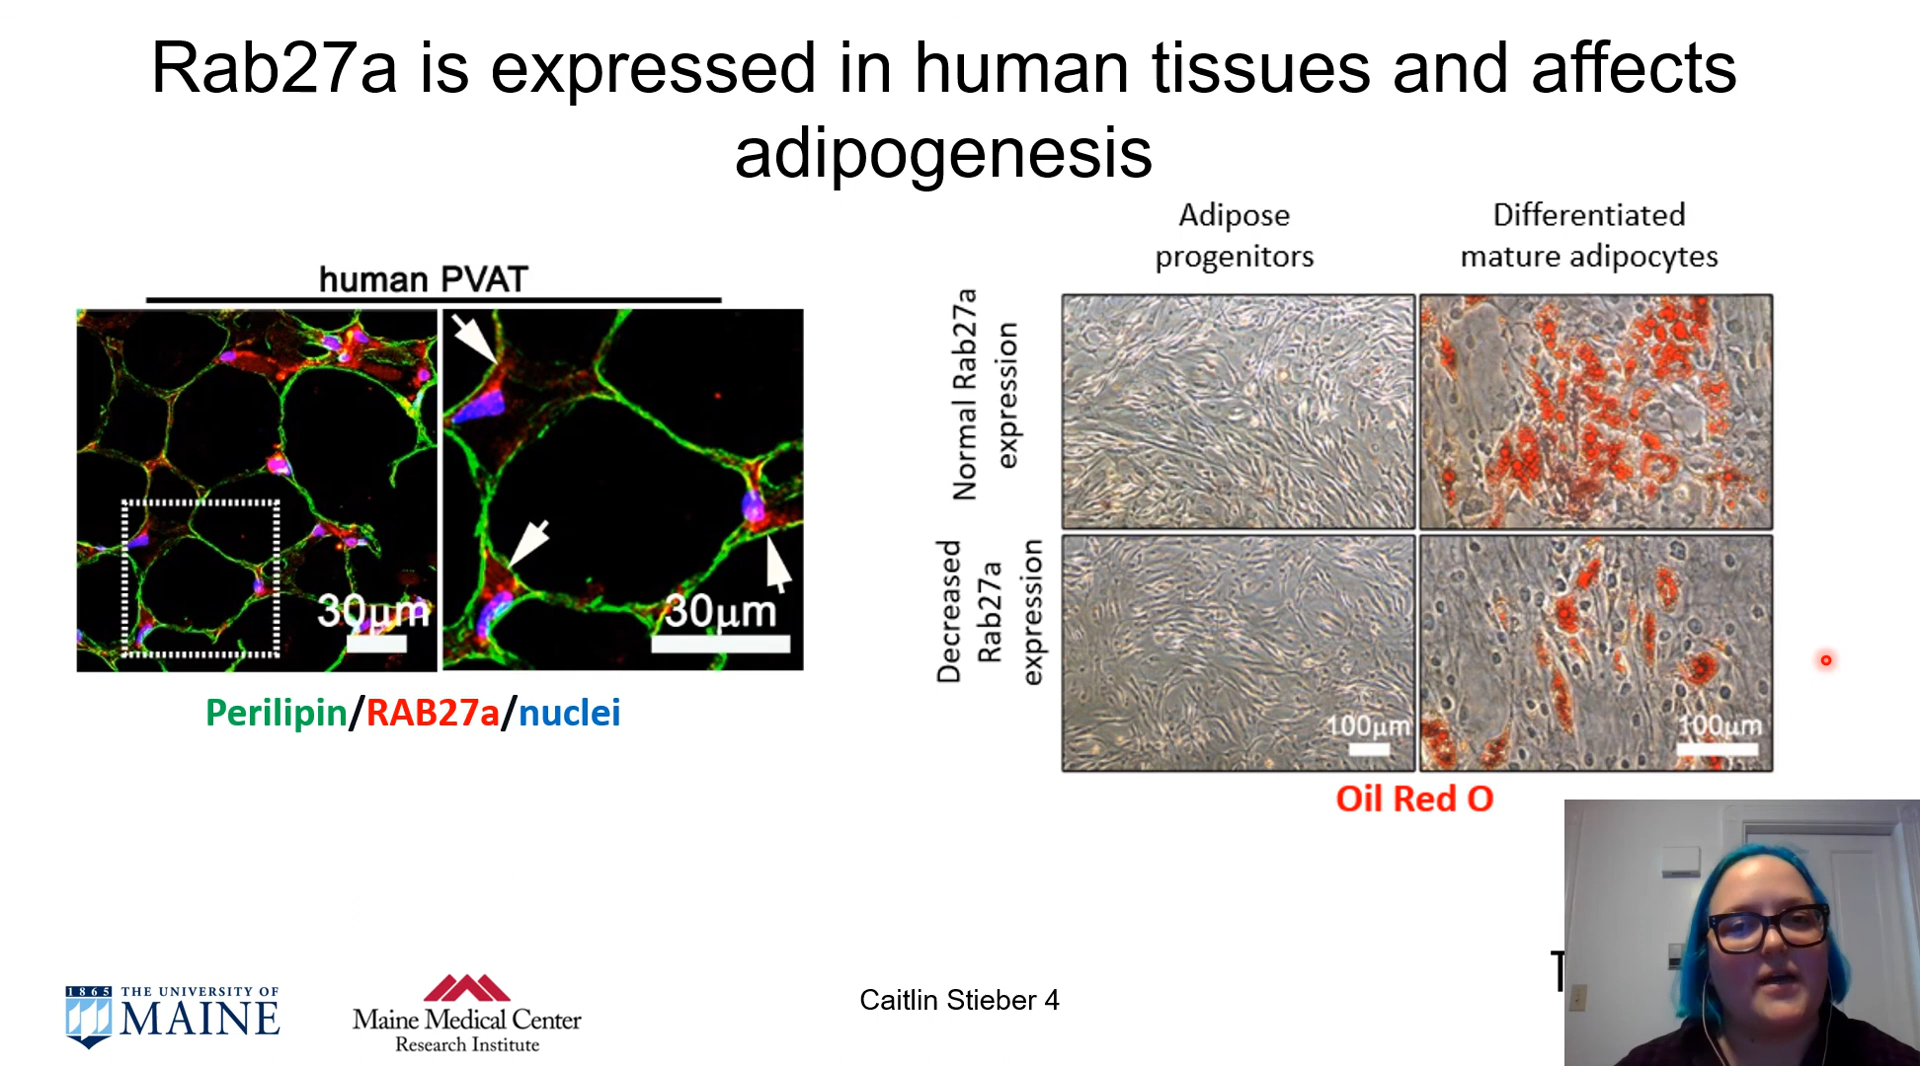 Rab27a is expressed in human tissues and affects
adipogenesis
human PVAT
30µm
30µm
Perilipin/RAB27a/nuclei
Adipose
progenitors
Differentiated
mature adipocytes
Normal Rab27a
expression
Decreased
Rab27a
expression
100µm
100µm
Oil Red O
1865
THE UNIVERSITY OF
MAINE
Maine Medical Center
Research Institute
Caitlin Stieber 4